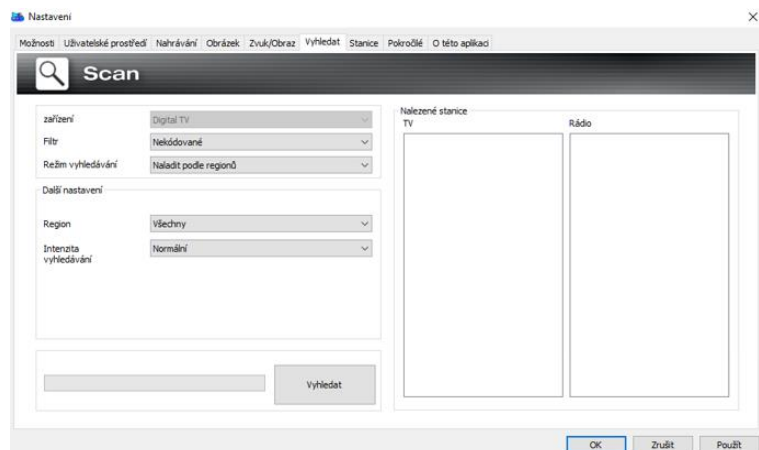 Nastavení
Možnosti Uživatelské prostředí Nahrávání Obrázek Zvuk/Obraz Vyhledat Stanice Pokročilé O této aplikaci
Scan
zařízení Digital TV
Filtr Nekódované
Režim vyhledávání Naladit podle regionů
Další nastavení
Region Všechny
Intenzita vyhledávání Normální
Vyhledat
Nalezené stanice
TV Rádio
OK Zrušit Použít